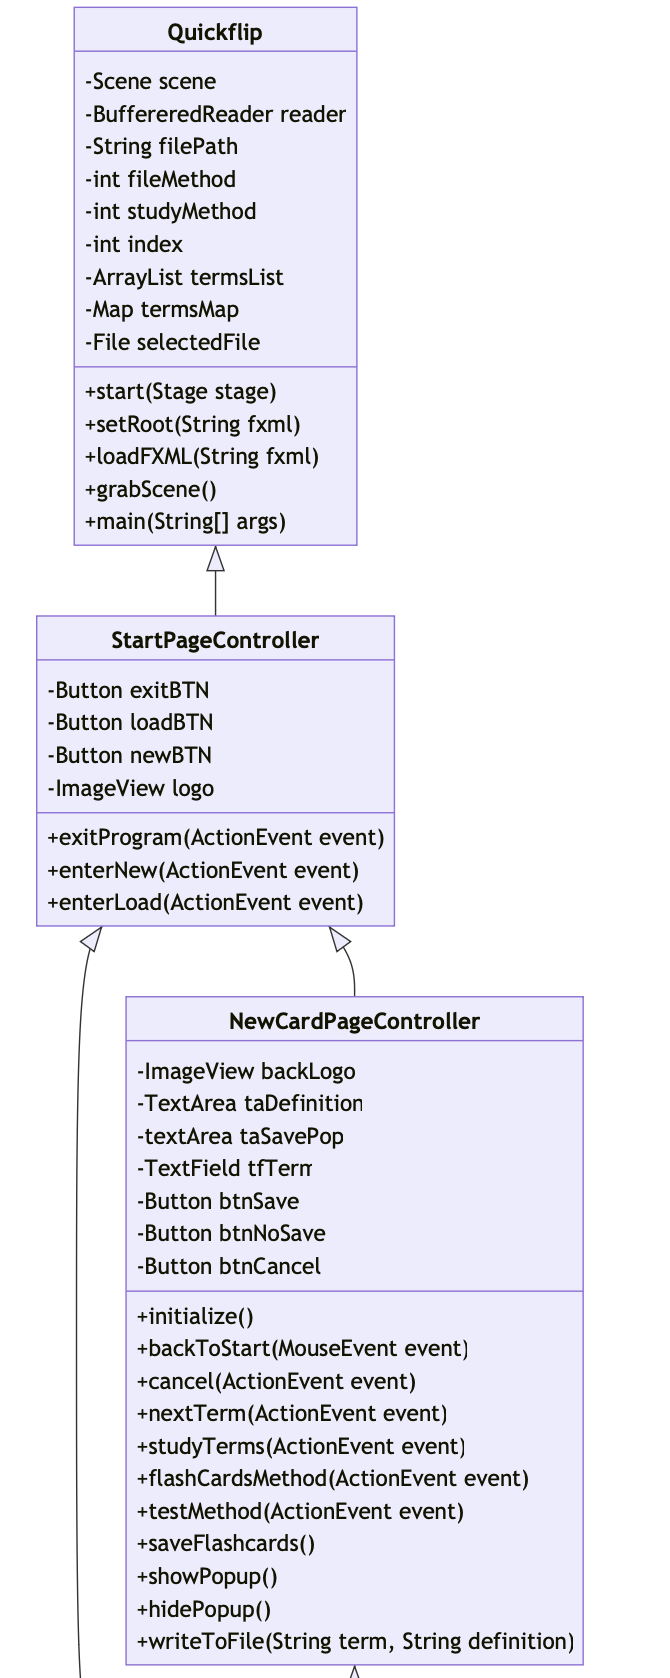 Quickflip
-Scene scene
-BuffereredReader reader
-String filePath
-int fileMethod
-int studyMethod
-int index
-ArrayList termsList
-Map termsMap
-File selectedFile
+start(Stage stage)
+setRoot(String fxml)
+loadFXML(String fxml)
+grabScene()
+main(String[] args)
StartPageController
-Button exitBTN
-Button loadBTN
-Button newBTN
-ImageView logo
+exitProgram(ActionEvent event)
+enterNew(ActionEvent event)
+enterLoad(ActionEvent event)
NewCardPageController
-ImageView backLogo
-TextArea taDefinition
-textArea taSavePop
-TextField tfTerm
-Button btnSave
-Button btnNoSave
-Button btnCancel
+initialize()
+backToStart(MouseEvent event)
+cancel(ActionEvent event)
+nextTerm(ActionEvent event)
+studyTerms(ActionEvent event)
+flashCardsMethod(ActionEvent event)
+testMethod(ActionEvent event)
+saveFlashcards()
+showPopup()
+hidePopup()
+writeToFile(String term, String definition)